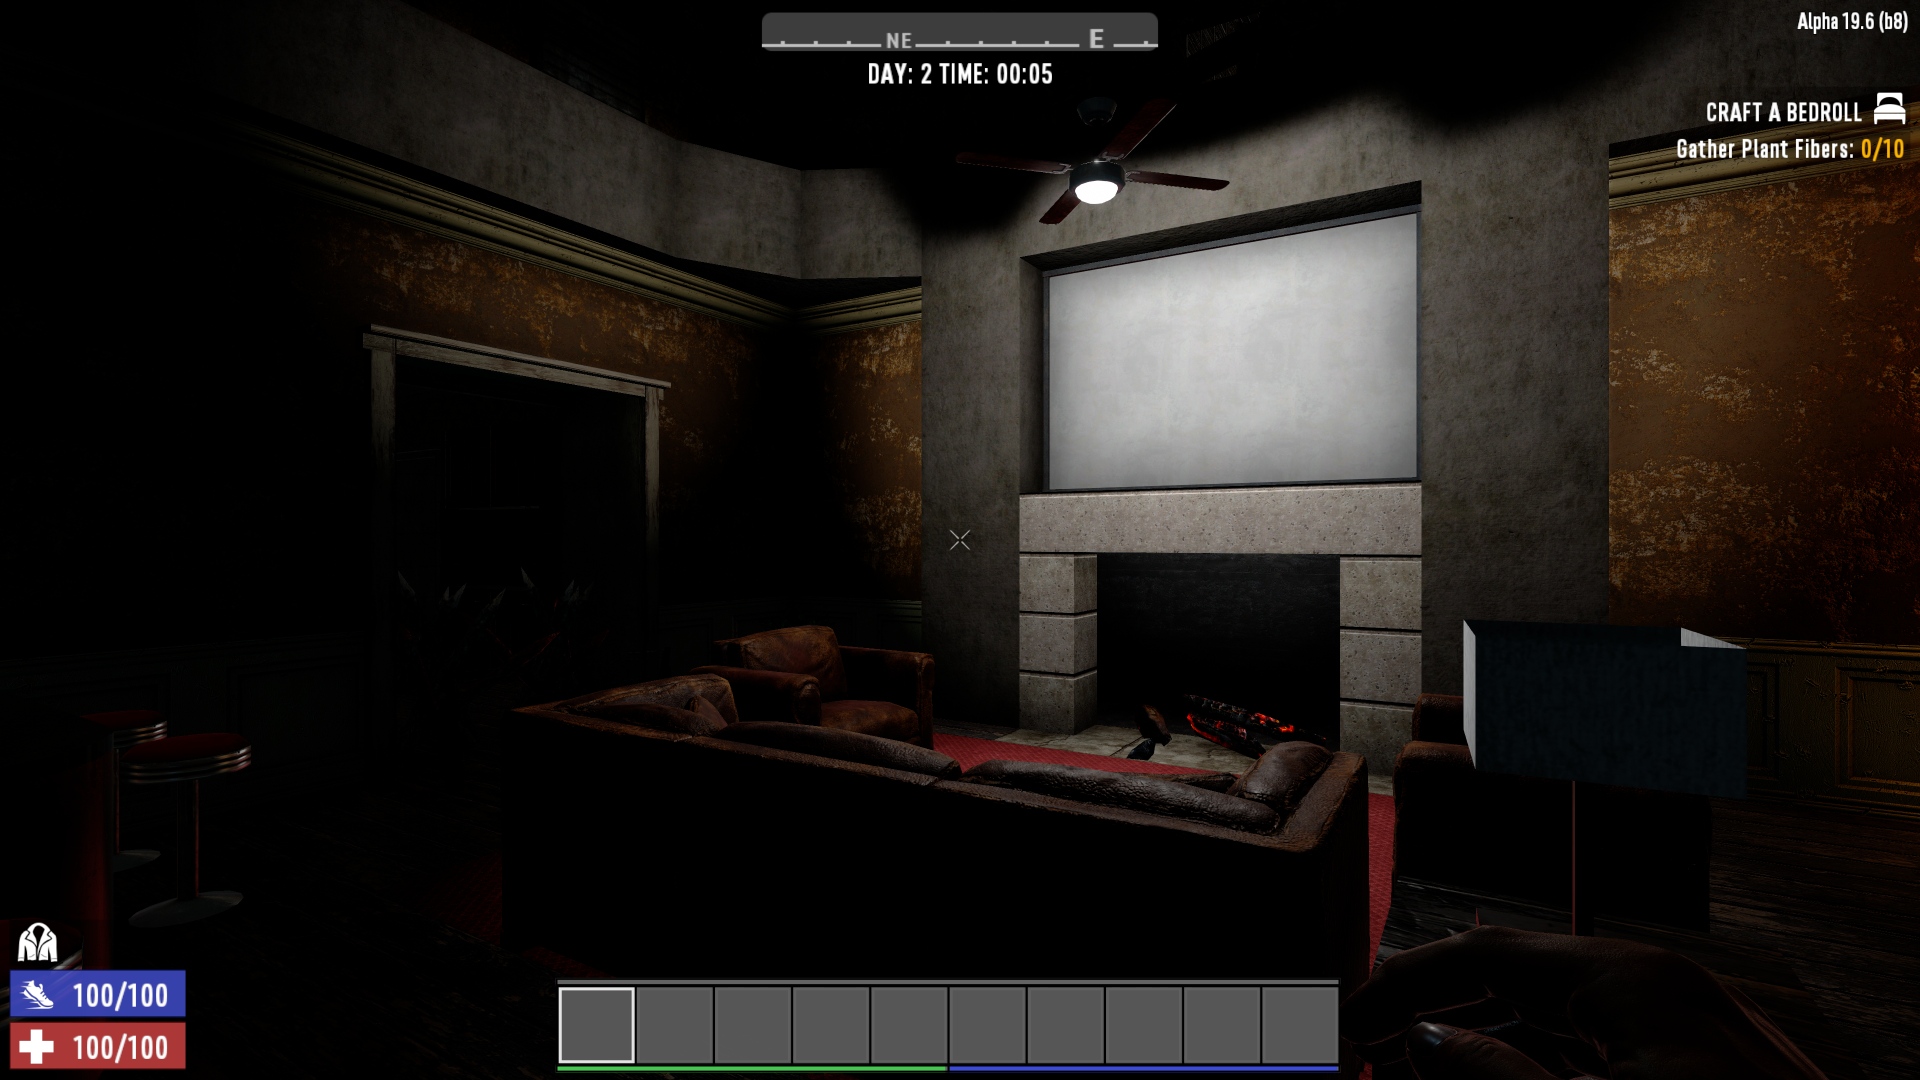 NE E
DAY: 2 TIME: 00:05
Alpha 19.6 (b8)
CRAFT A BEDROLL
Gather Plant Fibers: 0/10
100/100
100/100